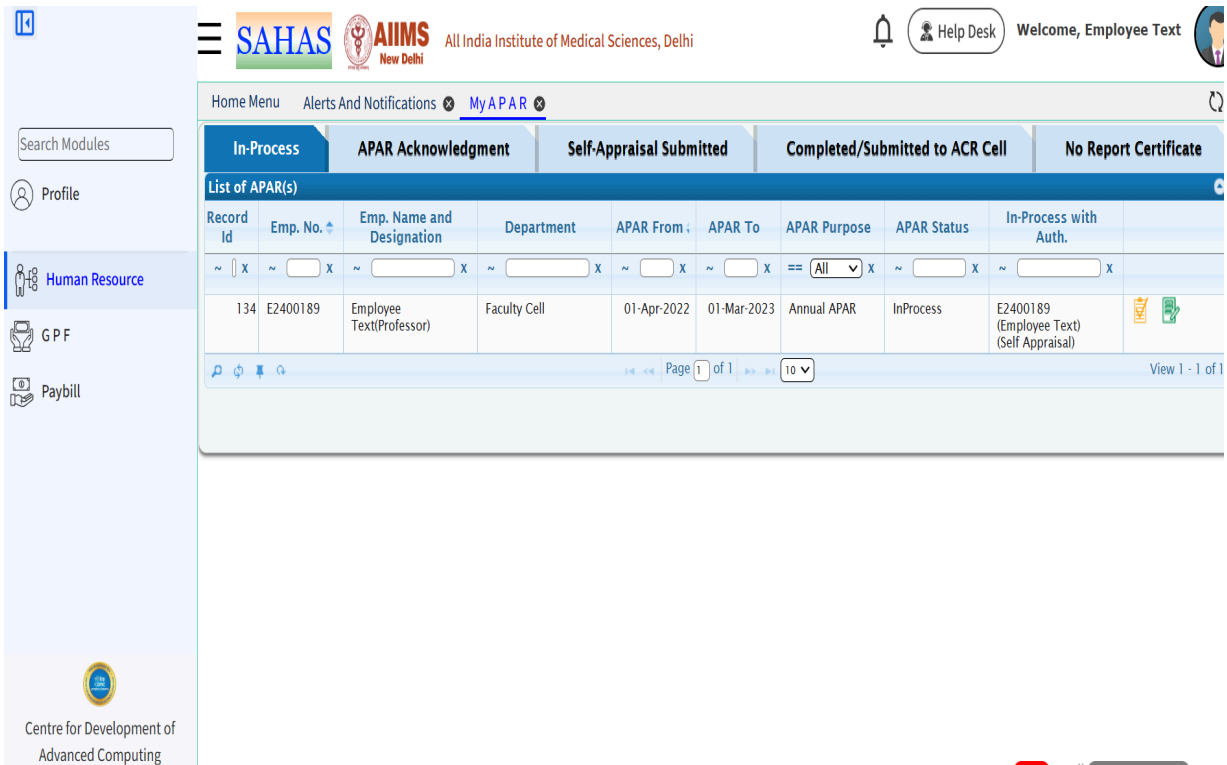 SAHAS
AIIMS
New Delhi
All India Institute of Medical Sciences, Delhi
Help Desk
Welcome, Employee Text
Home Menu Alerts And Notifications My A P A R
Search Modules
Profile
Human Resource
G P F
Paybill
In-Process APAR Acknowledgment Self-Appraisal Submitted Completed/Submitted to ACR Cell No Report Certificate
List of APAR(s)
Record Id Emp. No. Emp. Name and Designation Department APAR From APAR To APAR Purpose APAR Status In-Process with Auth.
~ x ~ x ~ x ~ x ~ x ~ x == All x ~ x ~ x
134 E2400189 Employee Text(Professor) Faculty Cell 01-Apr-2022 01-Mar-2023 Annual APAR InProcess E2400189 (Employee Text) (Self Appraisal)
Page 1 of 1 10 View 1 - 1 of 1
Centre for Development of
Advanced Computing